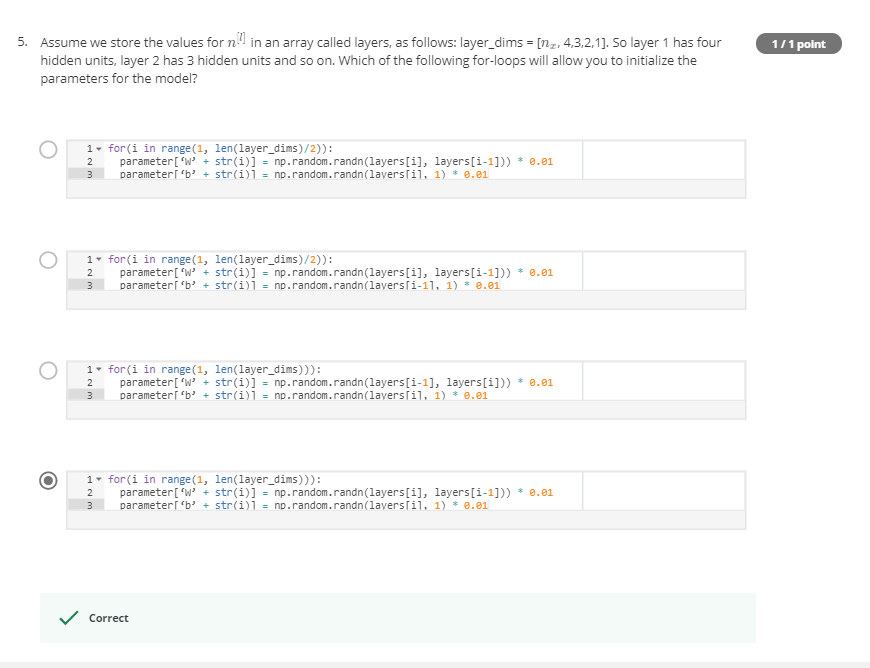 5. Assume we store the values for n^[l] in an array called layers, as follows: layer_dims = [n_x, 4,3,2,1]. So layer 1 has four
1 / 1 point
hidden units, layer 2 has 3 hidden units and so on. Which of the following for-loops will allow you to initialize the
parameters for the model?
1 for(i in range(1, len(layer_dims)/2)):
2 parameter[‘W’ + str(i)] = np.random.randn(layers[i], layers[i-1])) * 0.01
3 parameter[‘b’ + str(i)] = np.random.randn(layers[i], 1) * 0.01
1 for(i in range(1, len(layer_dims)/2)):
2 parameter[‘W’ + str(i)] = np.random.randn(layers[i], layers[i-1])) * 0.01
3 parameter[‘b’ + str(i)] = np.random.randn(layers[i-1], 1) * 0.01
1 for(i in range(1, len(layer_dims))):
2 parameter[‘W’ + str(i)] = np.random.randn(layers[i-1], layers[i])) * 0.01
3 parameter[‘b’ + str(i)] = np.random.randn(layers[i], 1) * 0.01
1 for(i in range(1, len(layer_dims))):
2 parameter[‘W’ + str(i)] = np.random.randn(layers[i], layers[i-1])) * 0.01
3 parameter[‘b’ + str(i)] = np.random.randn(layers[i], 1) * 0.01
Correct